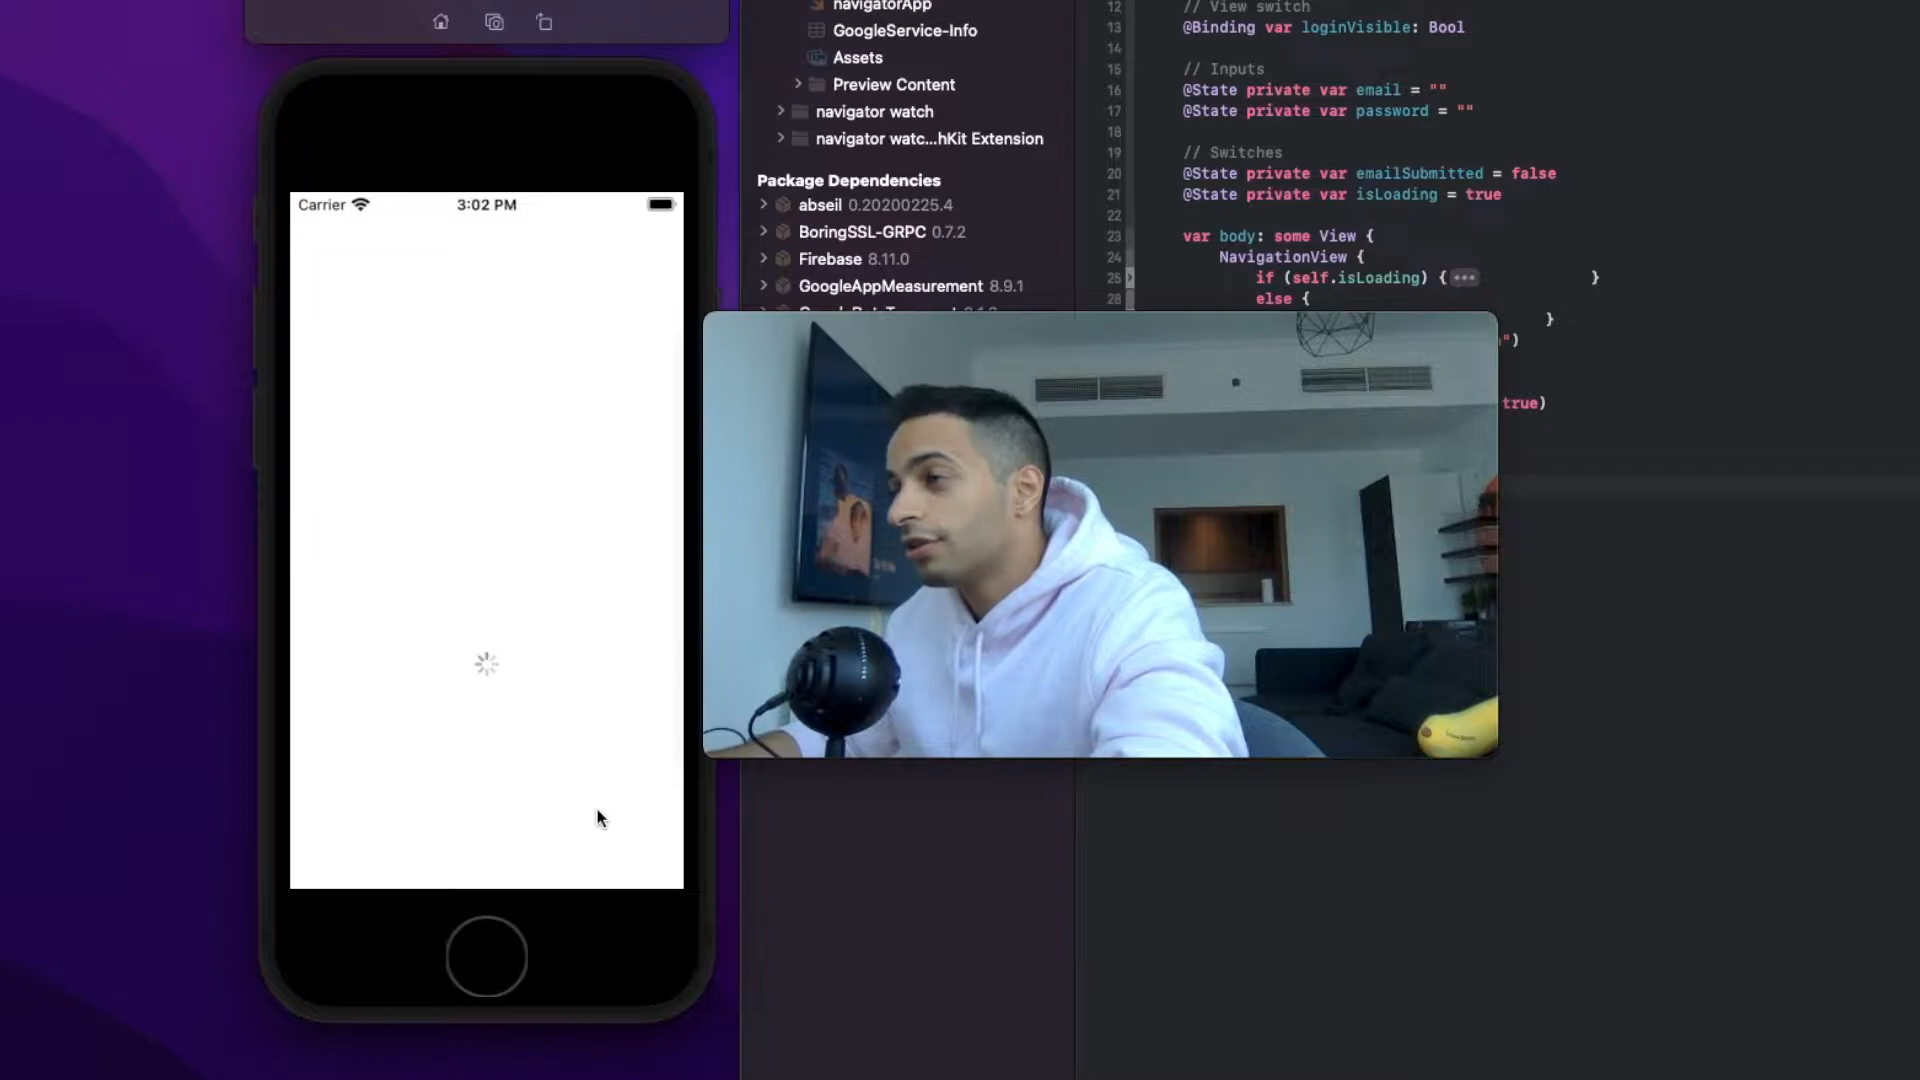 Carrier
3:02 PM
navigatorApp
GoogleService-Info
Assets
Preview Content
navigator watch
navigator watc...hKit Extension
Package Dependencies
abseil 0.20200225.4
BoringSSL-GRPC 0.7.2
Firebase 8.11.0
GoogleAppMeasurement 8.9.1
12 // View switch
13 @Binding var loginVisible: Bool
14
15 // Inputs
16 @State private var email = ""
17 @State private var password = ""
18
19 // Switches
20 @State private var emailSubmitted = false
21 @State private var isLoading = true
22
23 var body: some View {
24 NavigationView {
25 if (self.isLoading) {••• }
28 else {
}
")
true)